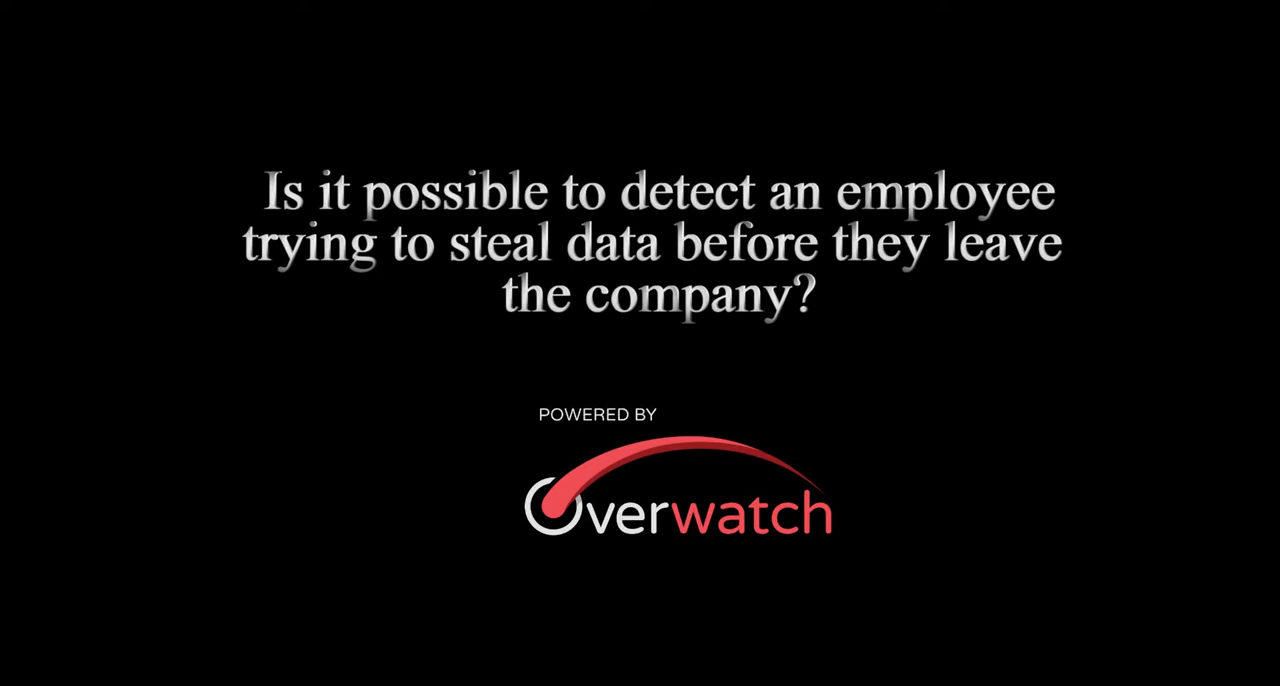 Is it possible to detect an employee
trying to steal data before they leave
the company?
POWERED BY
Overwatch